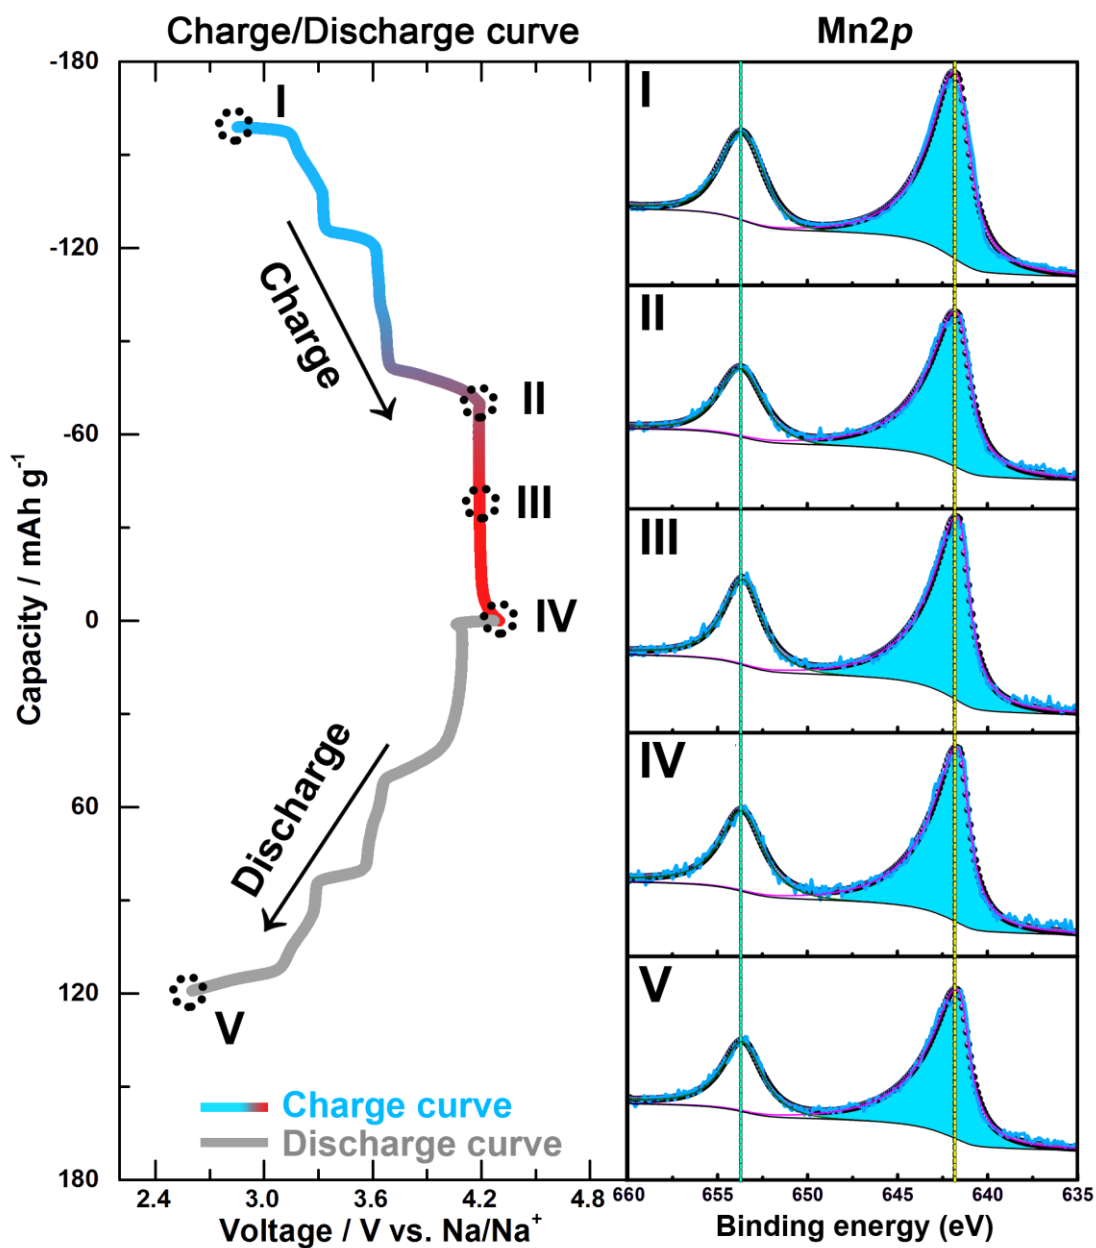 Charge/Discharge curve
Mn2p
-180
-120
-60
0
60
120
180
Capacity / mAh g⁻¹
I
Charge
II
III
IV
Discharge
V
Charge curve
Discharge curve
2.4 3.0 3.6 4.2 4.8
Voltage / V vs. Na/Na⁺
I
II
III
IV
V
660 655 650 645 640 635
Binding energy (eV)